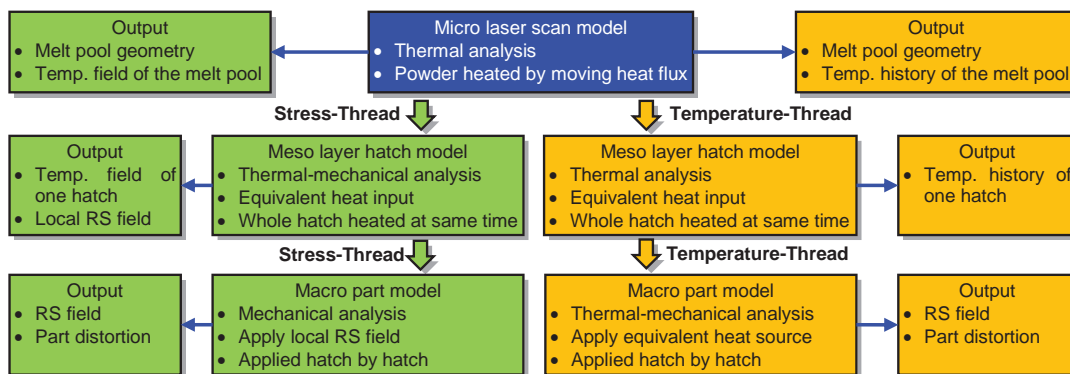 Output
• Melt pool geometry
• Temp. field of the melt pool
Micro laser scan model
• Thermal analysis
• Powder heated by moving heat flux
Output
• Melt pool geometry
• Temp. history of the melt pool
Stress-Thread
Temperature-Thread
Output
• Temp. field of
one hatch
• Local RS field
Meso layer hatch model
• Thermal-mechanical analysis
• Equivalent heat input
• Whole hatch heated at same time
Meso layer hatch model
• Thermal analysis
• Equivalent heat input
• Whole hatch heated at same time
Output
• Temp. history of
one hatch
Stress-Thread
Temperature-Thread
Output
• RS field
• Part distortion
Macro part model
• Mechanical analysis
• Apply local RS field
• Applied hatch by hatch
Macro part model
• Thermal-mechanical analysis
• Apply equivalent heat source
• Applied hatch by hatch
Output
• RS field
• Part distortion